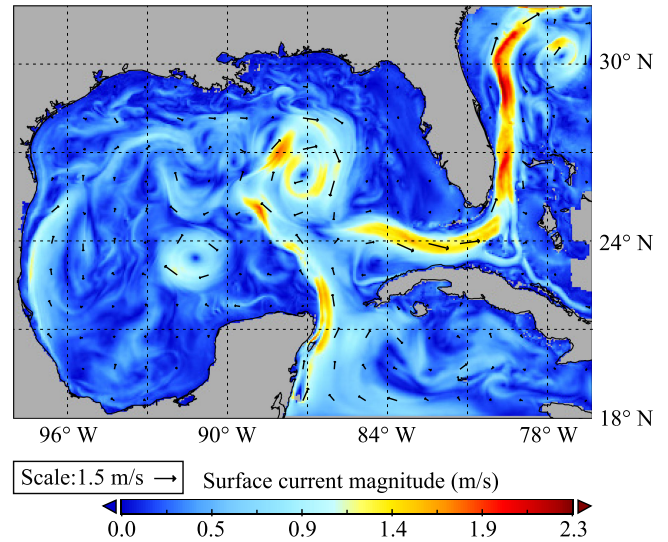 30° N
24° N
18° N
96° W 90° W 84° W 78° W
Scale:1.5 m/s
Surface current magnitude (m/s)
0.0 0.5 0.9 1.4 1.9 2.3